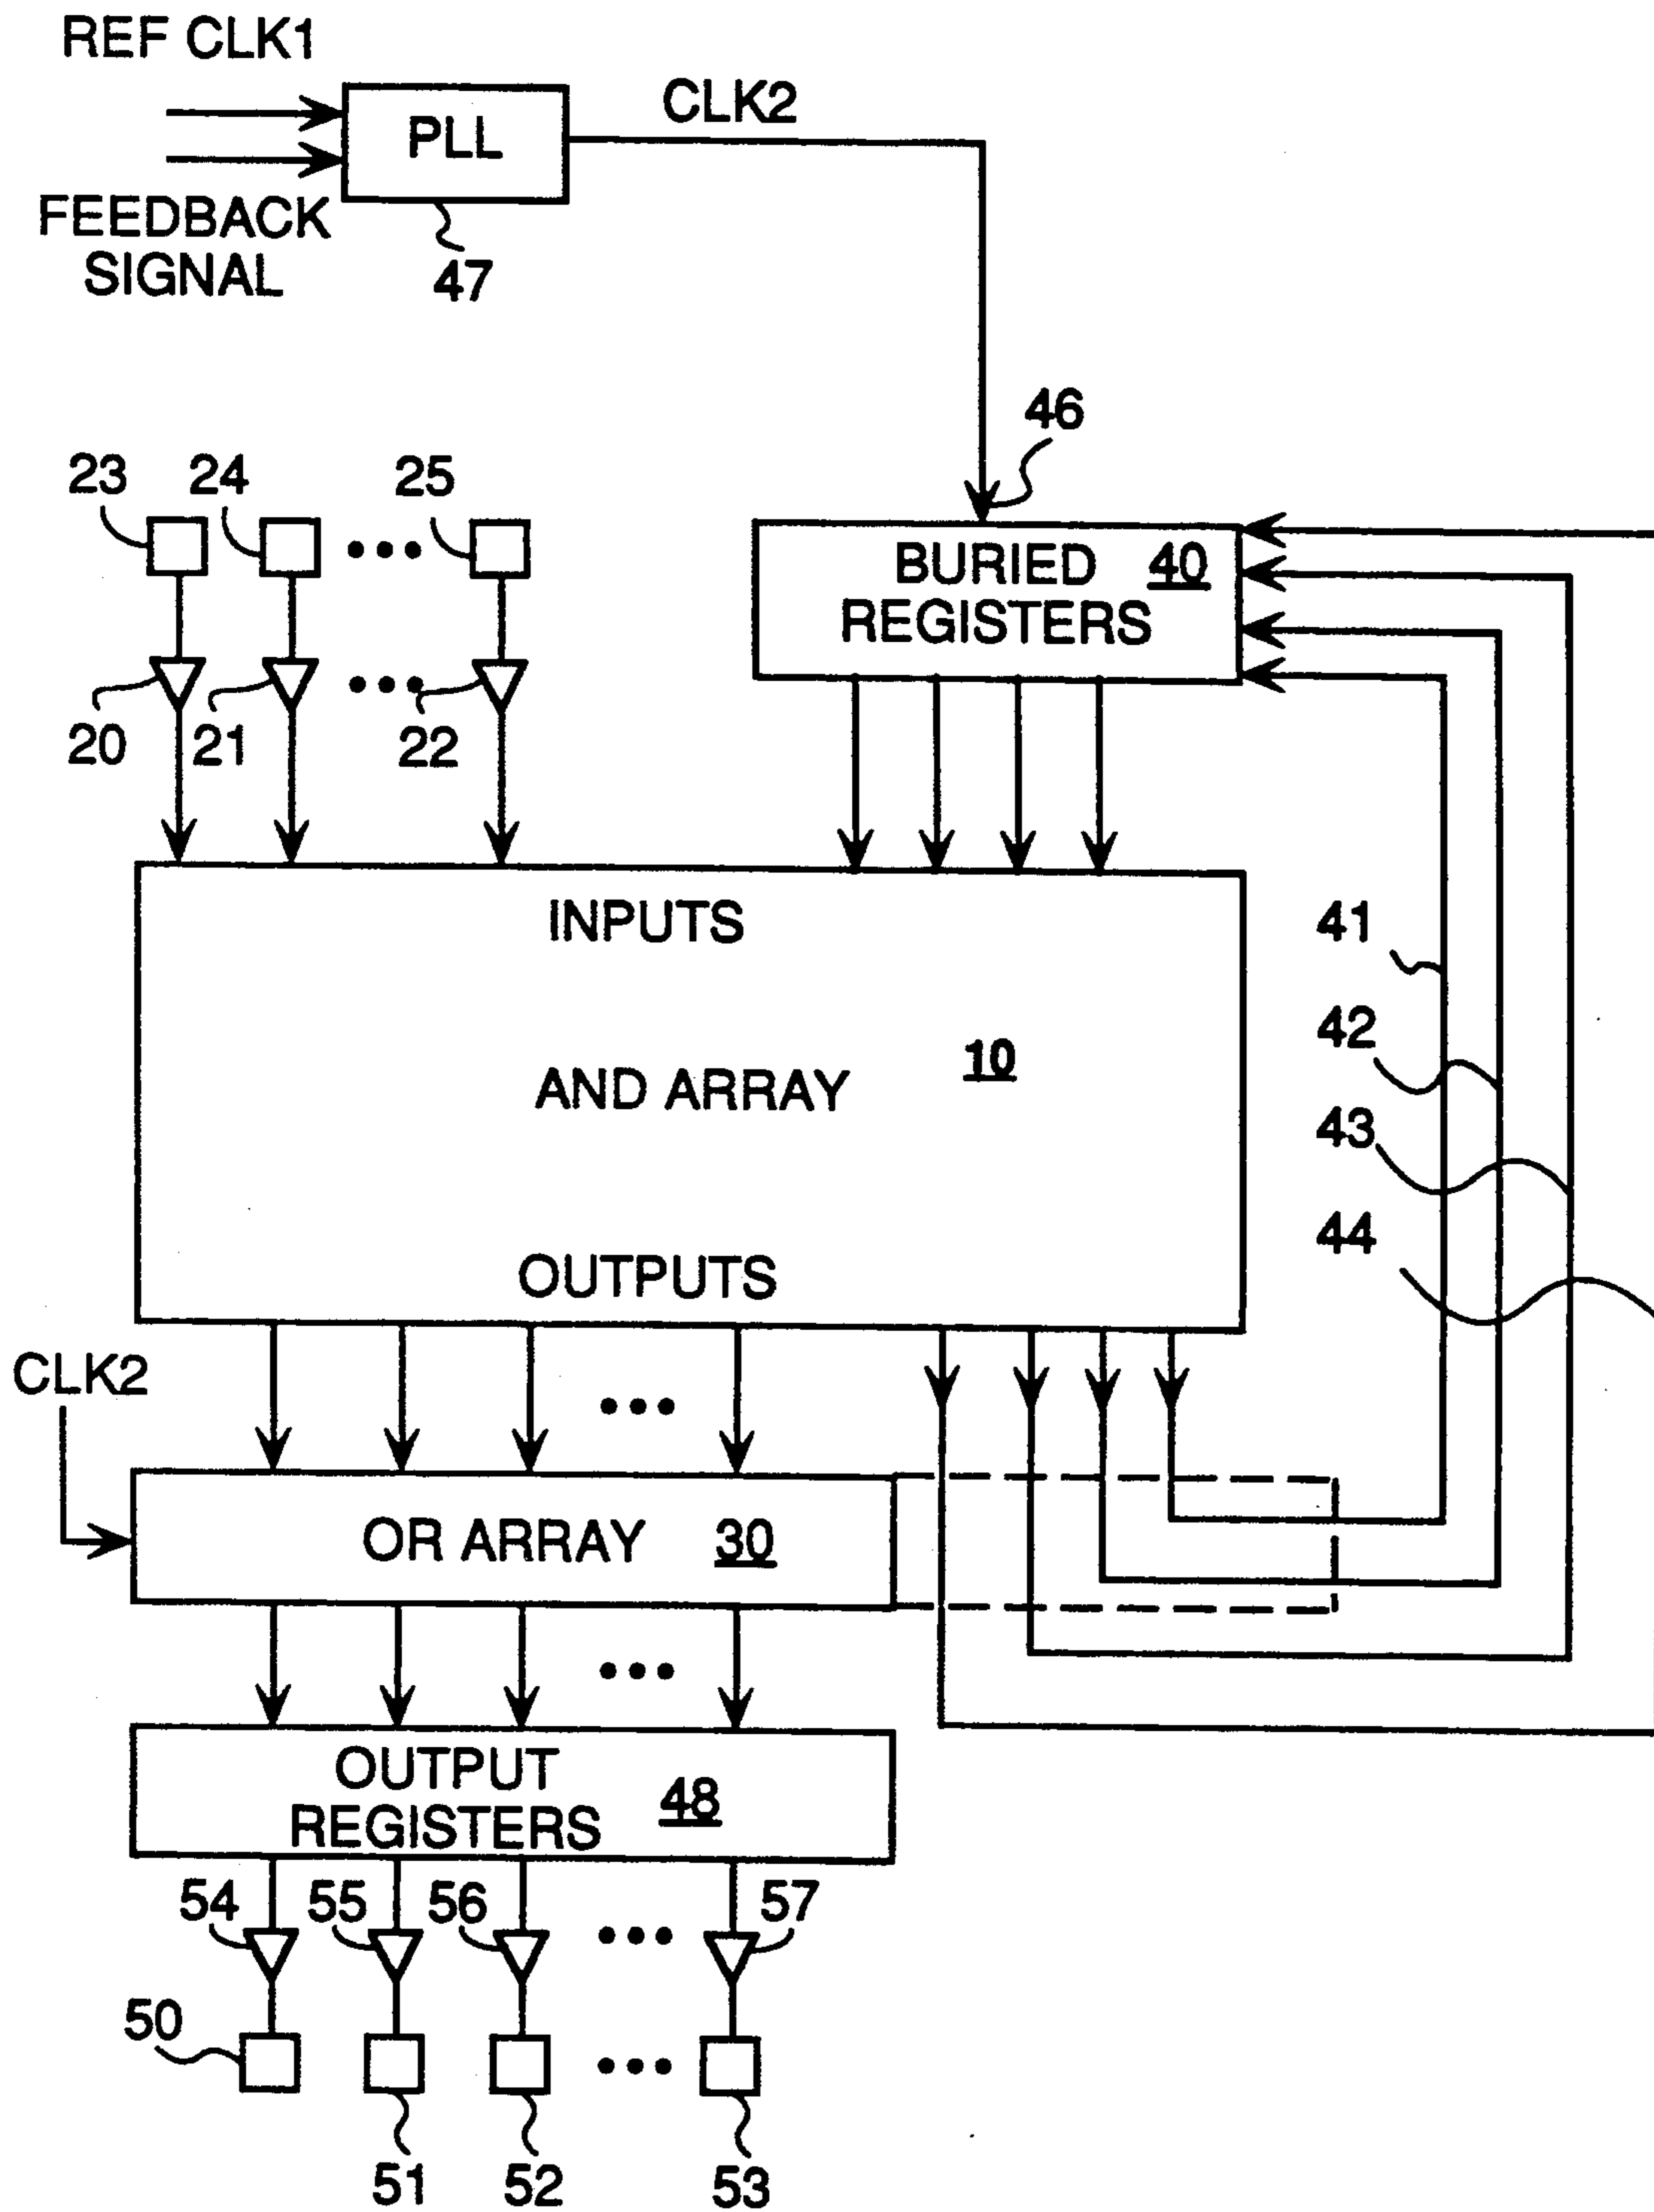 REF CLK1
PLL
CLK2
FEEDBACK
SIGNAL
47
46
23
24
25
BURIED
REGISTERS
40
20
21
22
INPUTS
41
AND ARRAY
10
42
43
44
OUTPUTS
CLK2
OR ARRAY
30
OUTPUT
REGISTERS
48
54
55
56
57
50
51
52
53